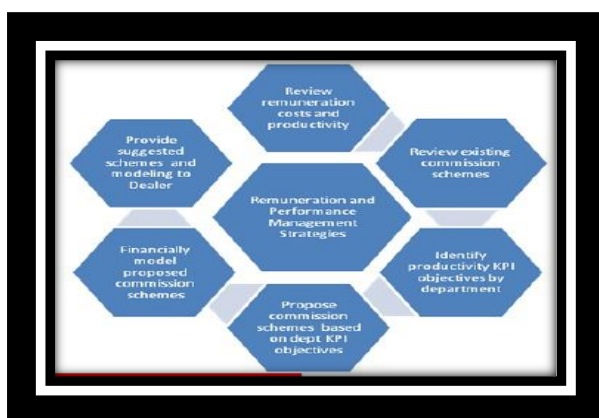 Review
remuneration
costs and
productivity
Review existing
commission
schemes
Identify
productivity KPI
objectives by
department
Propose
commission
schemes based
on dept KPI
objectives
Financially
model
proposed
commission
schemes
Provide
suggested
schemes and
modeling to
Dealer
Remuneration and
Performance
Management
Strategies